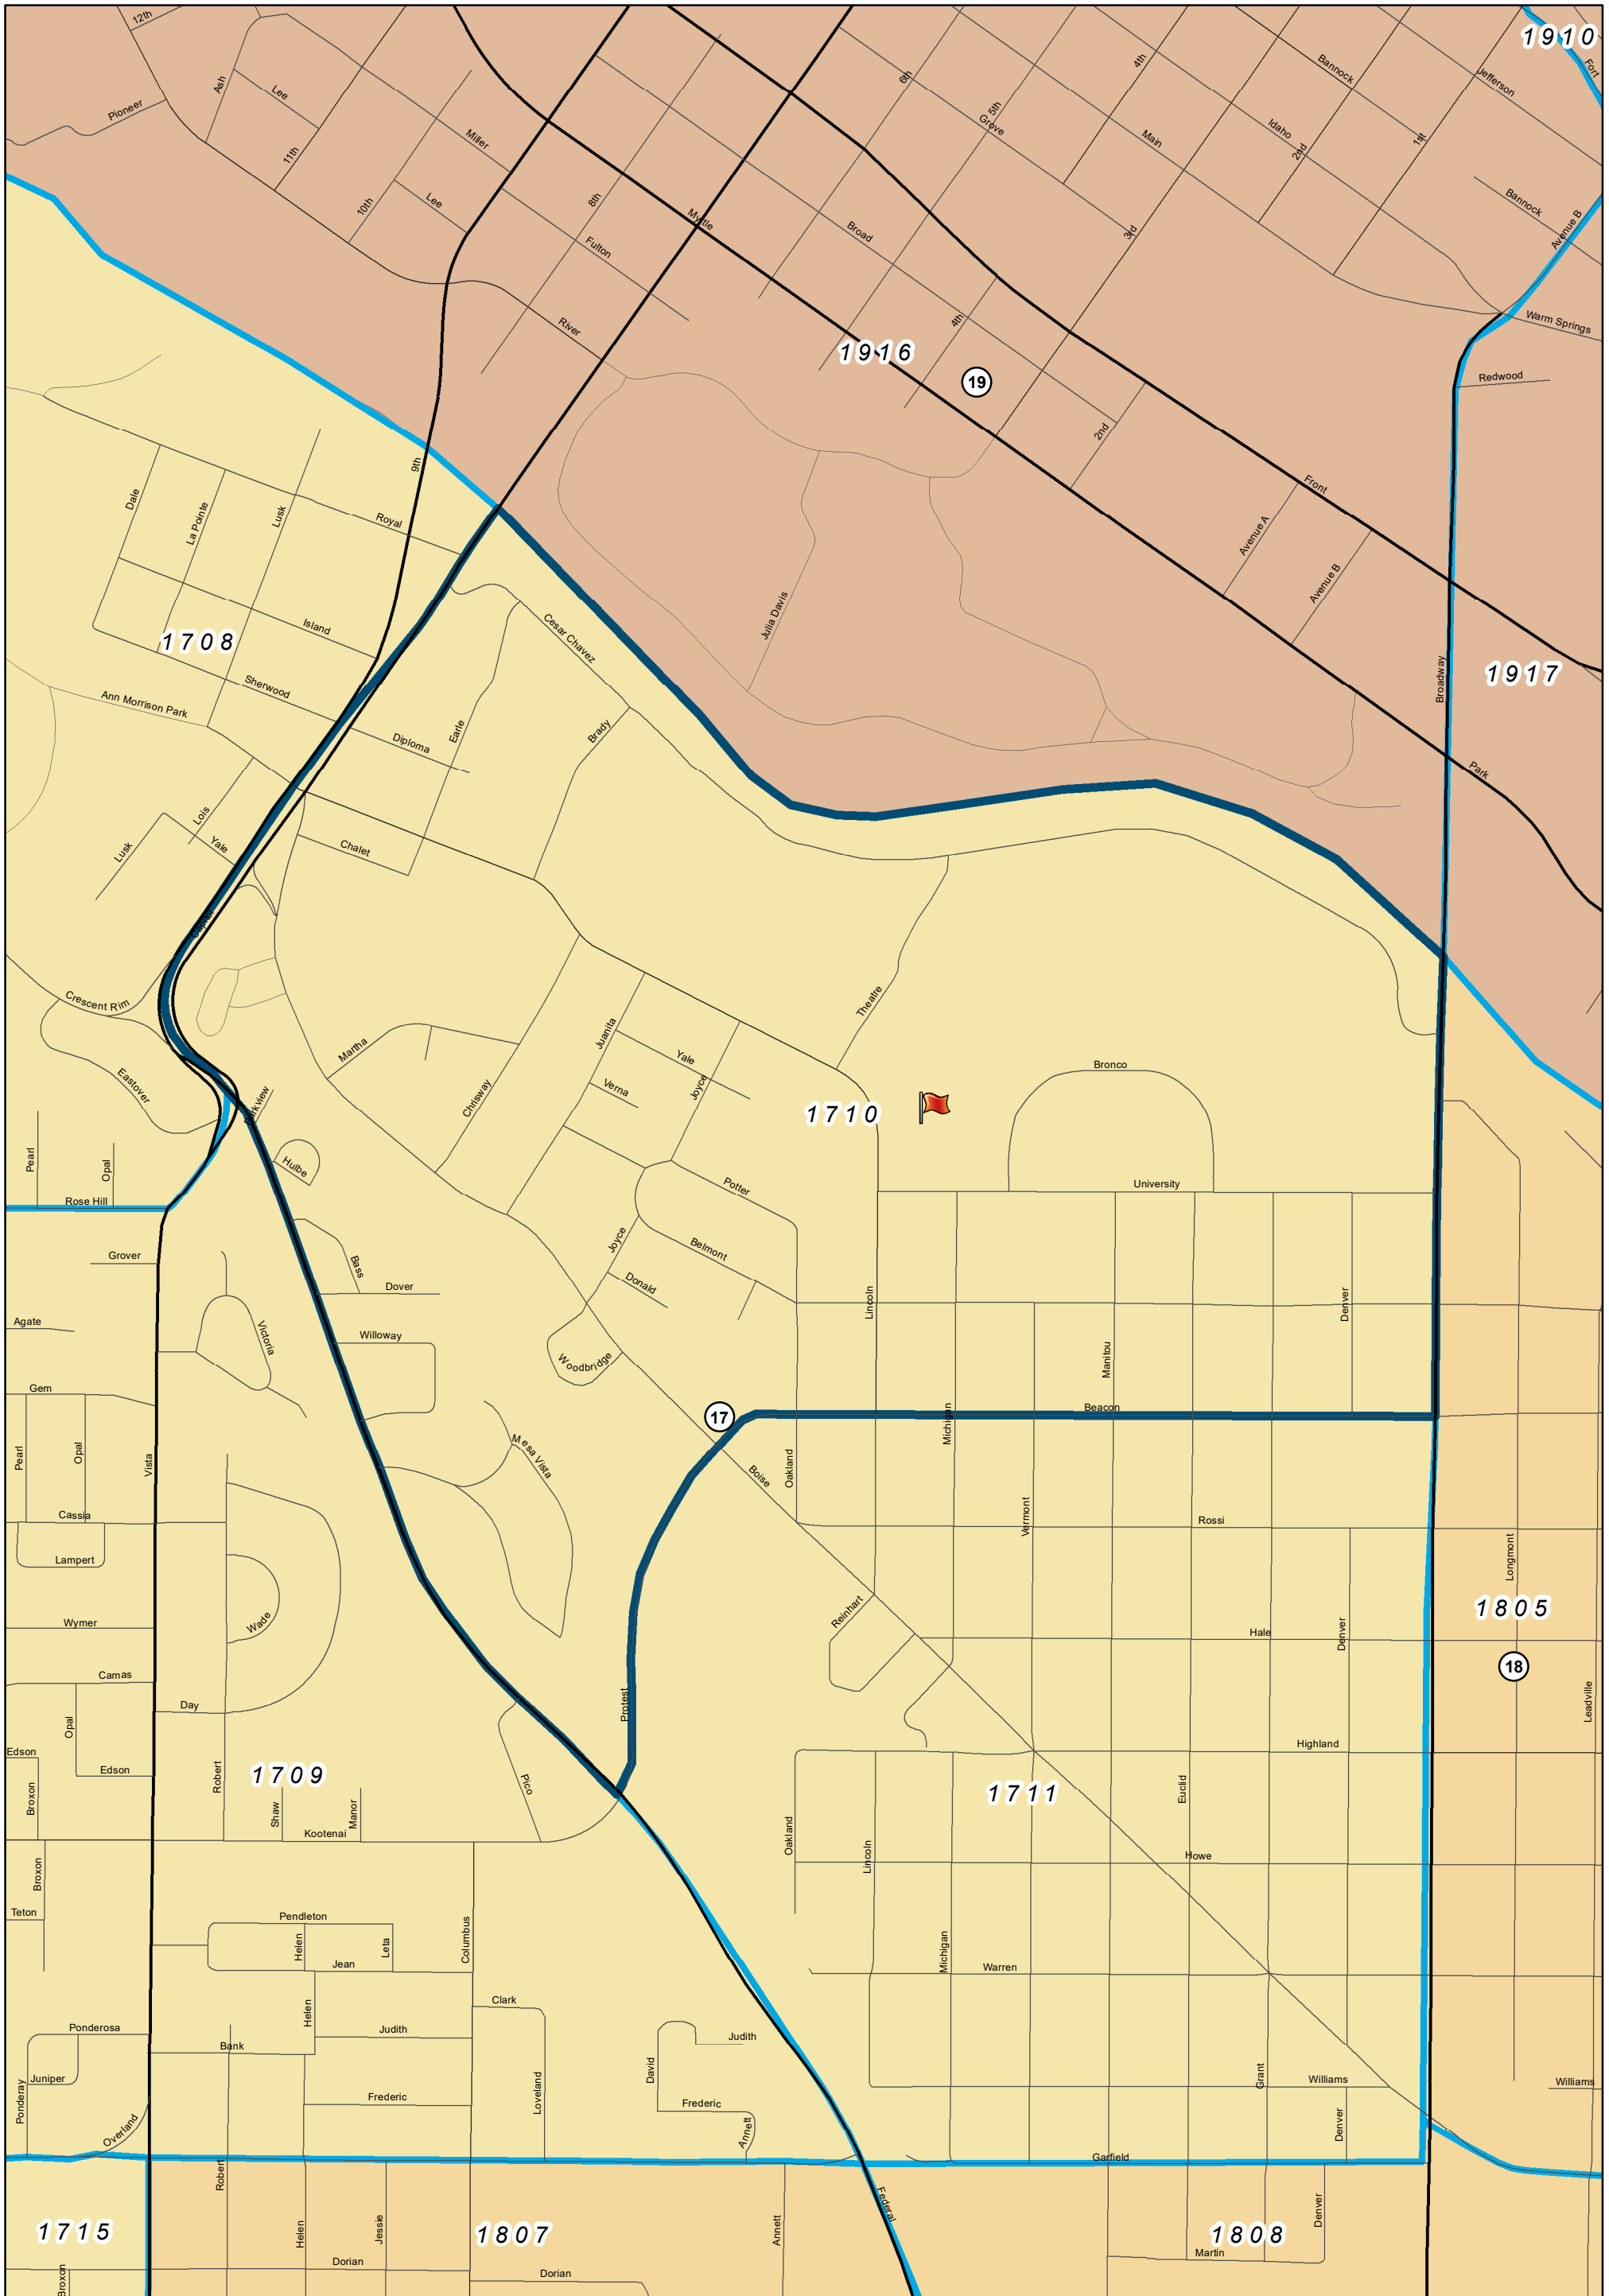 12th
1910
Fort
Ash
Lee
Pioneer
11th
Miller
6th
4th
Bannock
Jefferson
5th
Grove
Main
Idaho
2nd
1st
10th
Lee
8th
Myrtle
Broad
3rd
Bannock
Avenue B
Fulton
River
4th
1916
19
Warm Springs
Redwood
2nd
9th
Front
Dale
La Pointe
Lusk
Royal
Avenue A
Avenue B
Julia Davis
Island
Cesar Chavez
1708
Sherwood
Ann Morrison Park
Diploma
Earle
Brady
Broadway
1917
Park
Lois
Yale
Lusk
Chalet
Crescent Rim
Theatre
Martha
Juanita
Yale
Verna
Joyce
Chrisway
Bronco
Eastover
Parkview
1710
Pearl
Opal
Hulbe
Rose Hill
Potter
University
Grover
Bass
Joyce
Belmont
Dover
Donald
Lincoln
Denver
Agate
Victoria
Willoway
Woodbridge
Manitou
Gem
17
Beacon
Pearl
Opal
Vista
Mesa Vista
Michigan
Boise
Oakland
Cassia
Vermont
Rossi
Lampert
Longmont
Wymer
Wade
Reinhart
Hale
Denver
1805
18
Camas
Day
Protest
Leadville
Opal
Edson
Edson
Highland
Robert
1709
Pico
1711
Euclid
Broxon
Shaw
Manor
Kootenai
Oakland
Lincoln
Howe
Broxon
Teton
Pendleton
Helen
Leta
Columbus
Jean
Michigan
Warren
Clark
Helen
Ponderosa
Judith
Judith
Bank
Juniper
David
Grant
Williams
Williams
Ponderay
Frederic
Loveland
Frederic
Overland
Annett
Denver
Garfield
Robert
Federal
1715
Helen
Jessie
1807
Annett
1808
Denver
Martin
Dorian
Broxon
Dorian